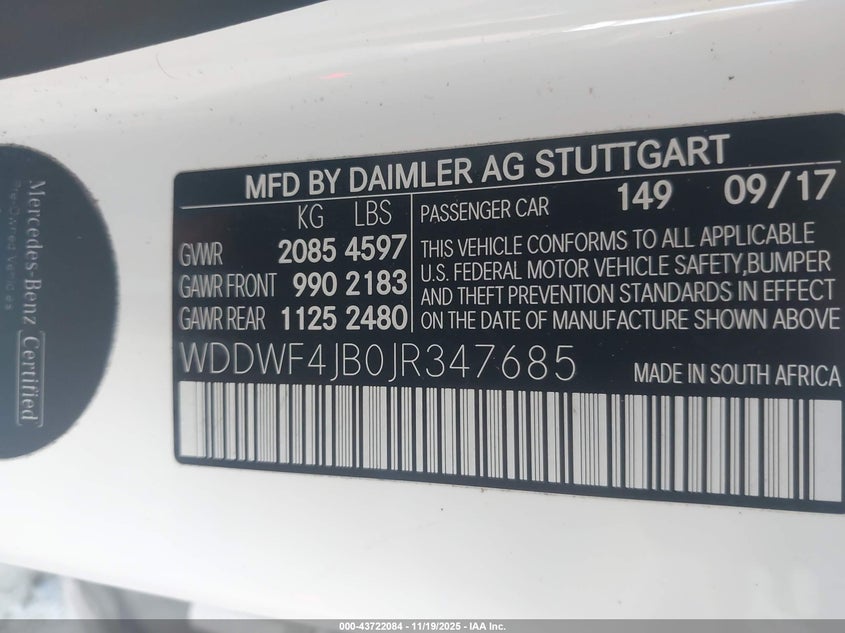 Mercedes-Benz Certified
Pre-Owned Vehicles
MFD BY DAIMLER AG STUTTGART
KG LBS
GVWR 2085 4597
GAWR FRONT 990 2183
GAWR REAR 1125 2480
PASSENGER CAR 149 09/17
THIS VEHICLE CONFORMS TO ALL APPLICABLE
U.S. FEDERAL MOTOR VEHICLE SAFETY,BUMPER
AND THEFT PREVENTION STANDARDS IN EFFECT
ON THE DATE OF MANUFACTURE SHOWN ABOVE
WDDWF4JB0JR347685 MADE IN SOUTH AFRICA
000-43722084 - 11/19/2025 - IAA Inc.